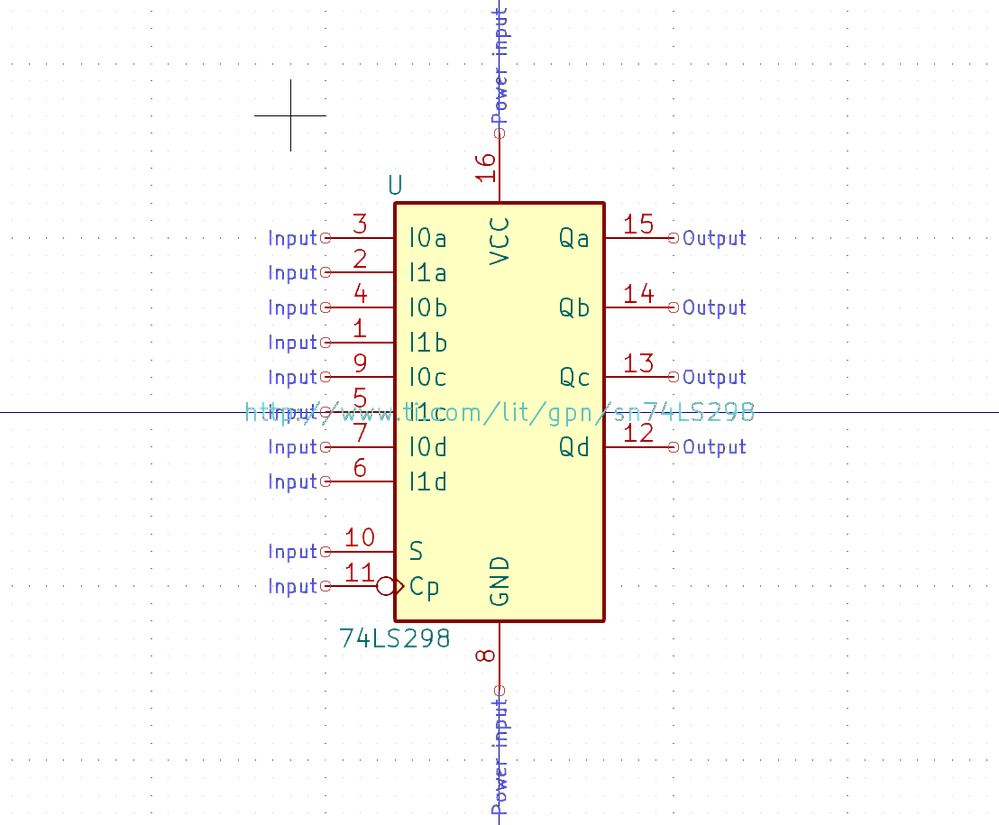 Power input
16
U
VCC
Input 3 I0a Qa 15 Output
Input 2 I1a
Input 4 I0b Qb 14 Output
Input 1 I1b
Input 9 I0c Qc 13 Output
Input 5 I1c
http://www.ti.com/lit/gpn/sn74LS298
Input 7 I0d Qd 12 Output
Input 6 I1d
Input 10 S
Input 11 Cp
GND
74LS298
8
Power input